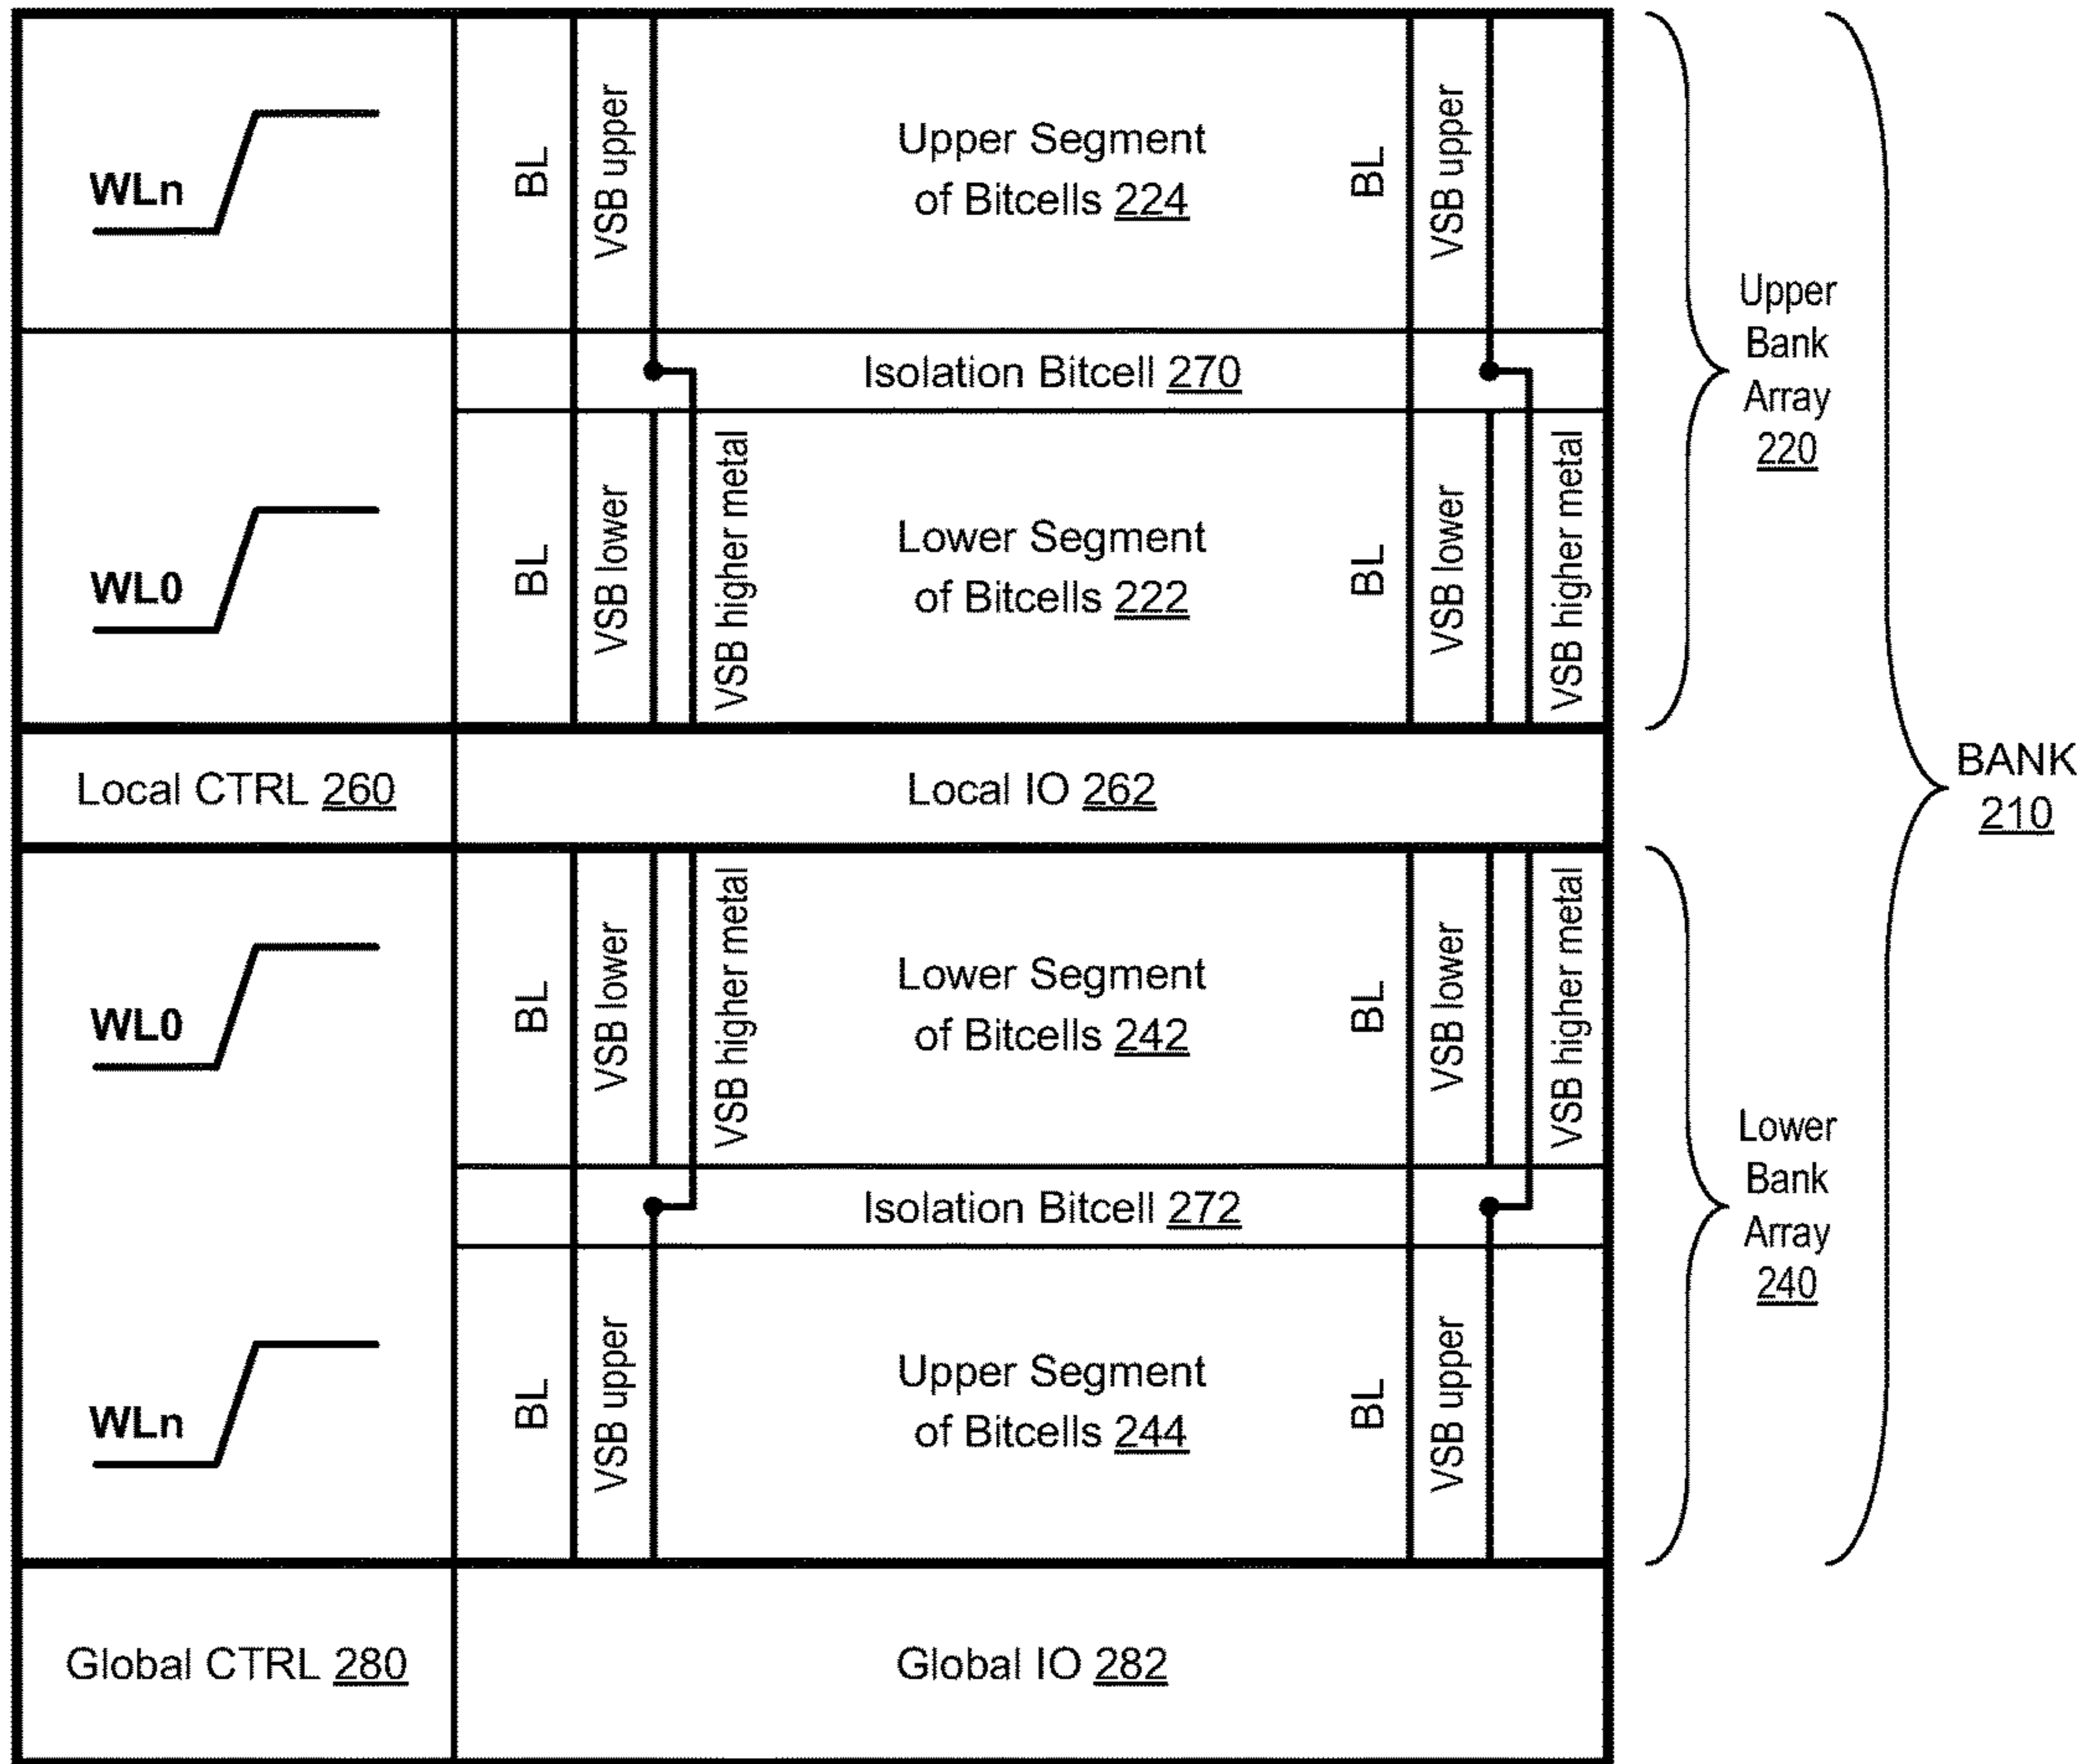 WLn
BL
VSB upper
Upper Segment
of Bitcells 224
BL
VSB upper
Isolation Bitcell 270
WL0
BL
VSB lower
VSB higher metal
Lower Segment
of Bitcells 222
BL
VSB lower
VSB higher metal
Upper
Bank
Array
220
Local CTRL 260
Local IO 262
BANK
210
WL0
BL
VSB lower
VSB higher metal
Lower Segment
of Bitcells 242
BL
VSB lower
VSB higher metal
Isolation Bitcell 272
Lower
Bank
Array
240
WLn
BL
VSB upper
Upper Segment
of Bitcells 244
BL
VSB upper
Global CTRL 280
Global IO 282